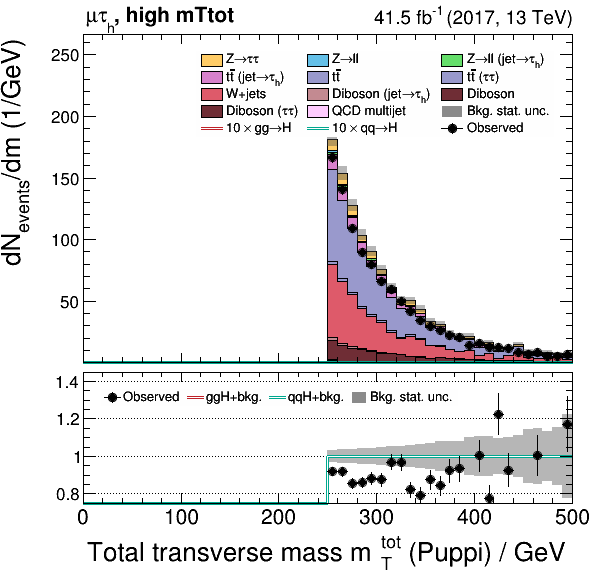 μτₕ, high mTtot 41.5 fb⁻¹ (2017, 13 TeV)
dN_events/dm (1/GeV)
250
200
150
100
50
Z→ττ Z→ll Z→ll (jet→τₕ)
tt̄ (jet→τₕ) tt̄ tt̄ (ττ)
W+jets Diboson (jet→τₕ) Diboson
Diboson (ττ) QCD multijet Bkg. stat. unc.
10 × gg→H 10 × qq→H Observed
1.4
1.2
1
0.8
Observed ggH+bkg. qqH+bkg. Bkg. stat. unc.
0 100 200 300 400 500
Total transverse mass m_T^tot (Puppi) / GeV